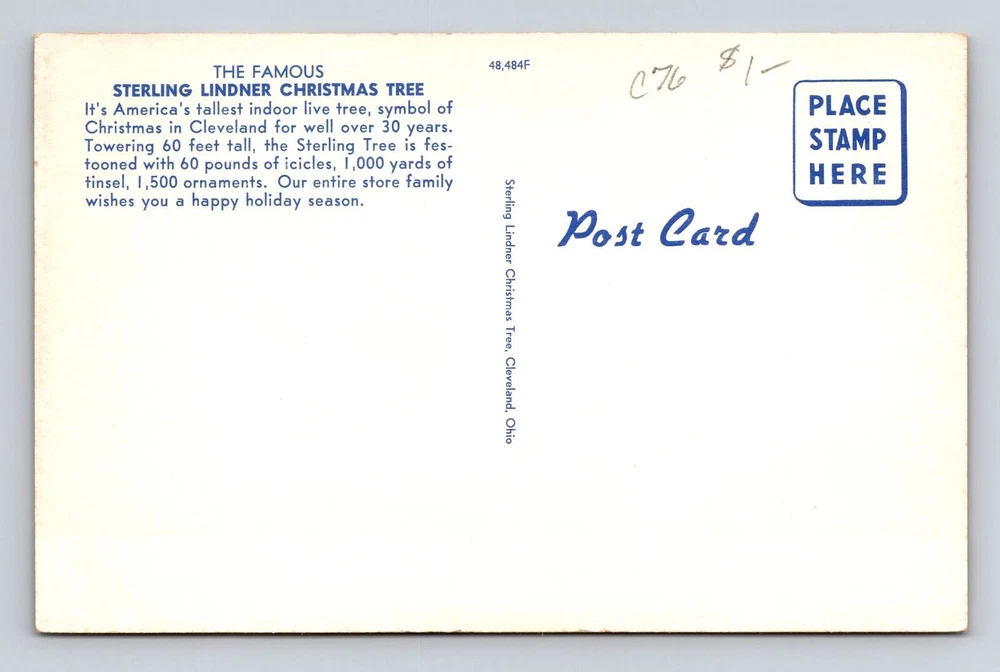 THE FAMOUS
STERLING LINDNER CHRISTMAS TREE
It's America's tallest indoor live tree, symbol of
Christmas in Cleveland for well over 30 years.
Towering 60 feet tall, the Sterling Tree is fes-
tooned with 60 pounds of icicles, 1,000 yards of
tinsel, 1,500 ornaments. Our entire store family
wishes you a happy holiday season.
48,484F
Sterling Lindner Christmas Tree, Cleveland, Ohio
C76 $1-
PLACE
STAMP
HERE
Post Card